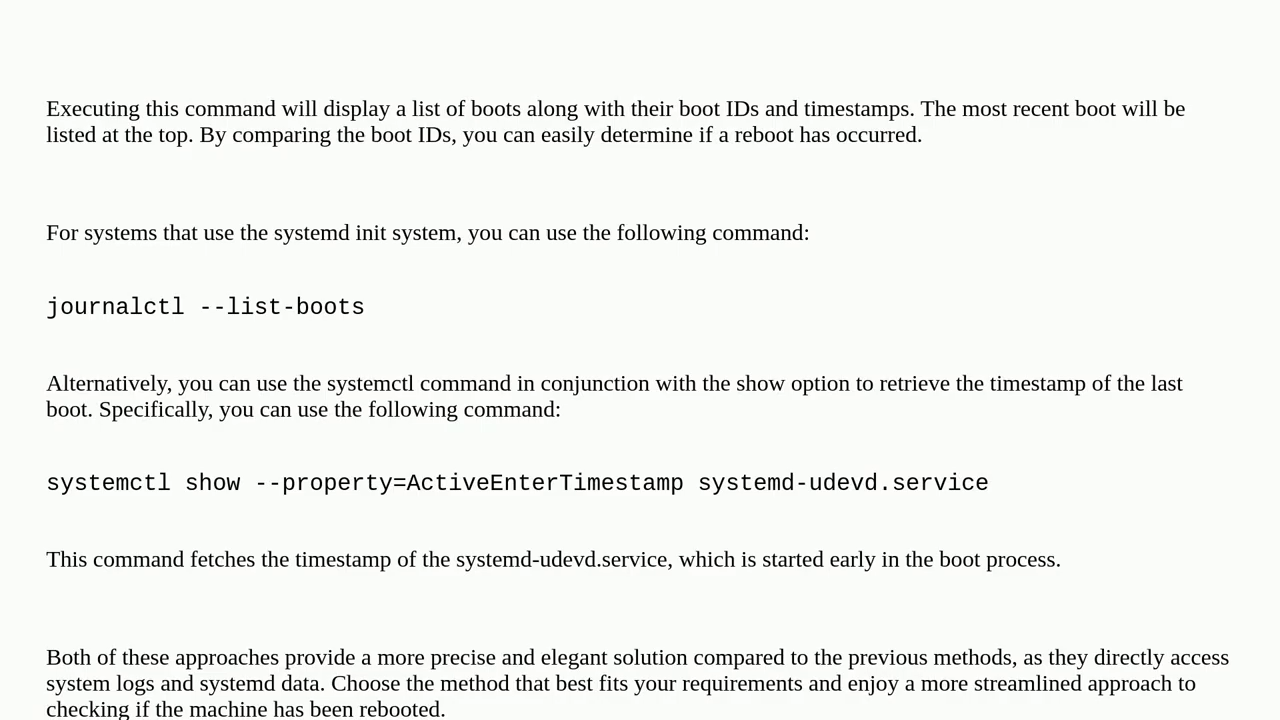 Executing this command will display a list of boots along with their boot IDs and timestamps. The most recent boot will be
listed at the top. By comparing the boot IDs, you can easily determine if a reboot has occurred.
For systems that use the systemd init system, you can use the following command:
journalctl --list-boots
Alternatively, you can use the systemctl command in conjunction with the show option to retrieve the timestamp of the last
boot. Specifically, you can use the following command:
systemctl show --property=ActiveEnterTimestamp systemd-udevd.service
This command fetches the timestamp of the systemd-udevd.service, which is started early in the boot process.
Both of these approaches provide a more precise and elegant solution compared to the previous methods, as they directly access
system logs and systemd data. Choose the method that best fits your requirements and enjoy a more streamlined approach to
checking if the machine has been rebooted.